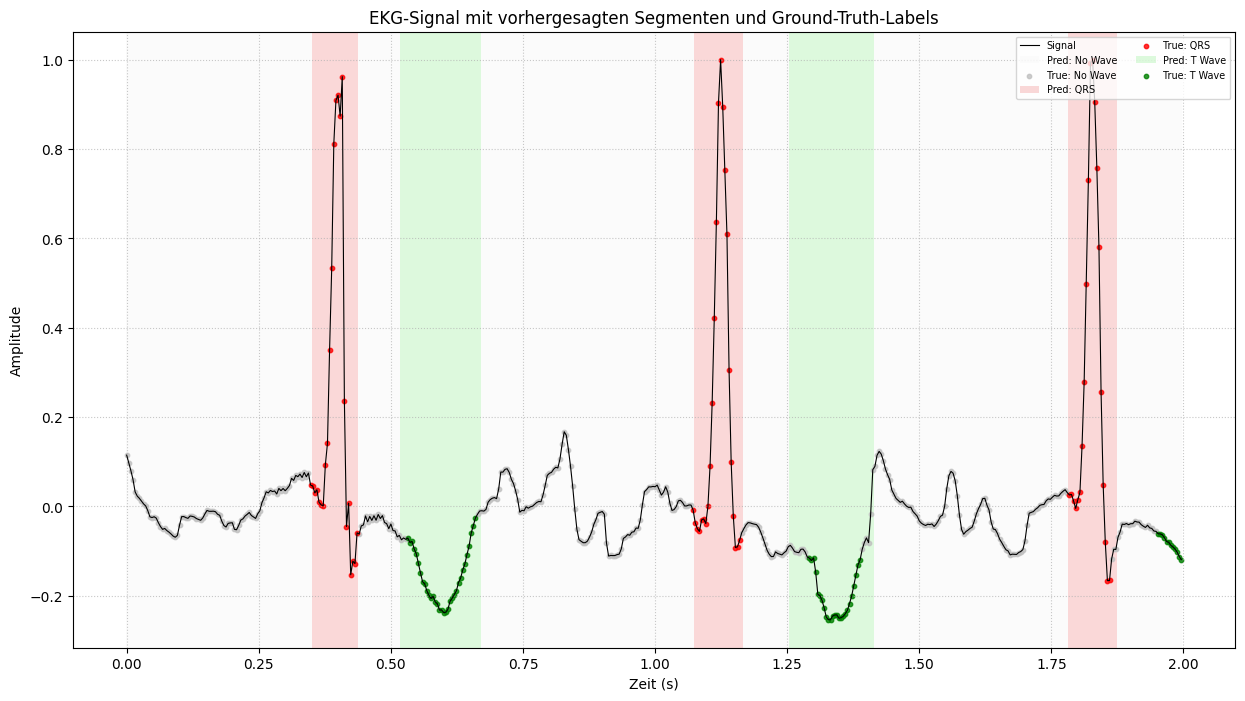 EKG-Signal mit vorhergesagten Segmenten und Ground-Truth-Labels
Signal
Pred: No Wave
True: No Wave
Pred: QRS
True: QRS
Pred: T Wave
True: T Wave
Amplitude
1.0
0.8
0.6
0.4
0.2
0.0
−0.2
0.00 0.25 0.50 0.75 1.00 1.25 1.50 1.75 2.00
Zeit (s)